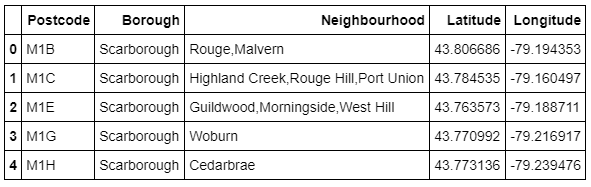 Postcode Borough Neighbourhood Latitude Longitude
0 M1B Scarborough Rouge,Malvern 43.806686 -79.194353
1 M1C Scarborough Highland Creek,Rouge Hill,Port Union 43.784535 -79.160497
2 M1E Scarborough Guildwood,Morningside,West Hill 43.763573 -79.188711
3 M1G Scarborough Woburn 43.770992 -79.216917
4 M1H Scarborough Cedarbrae 43.773136 -79.239476